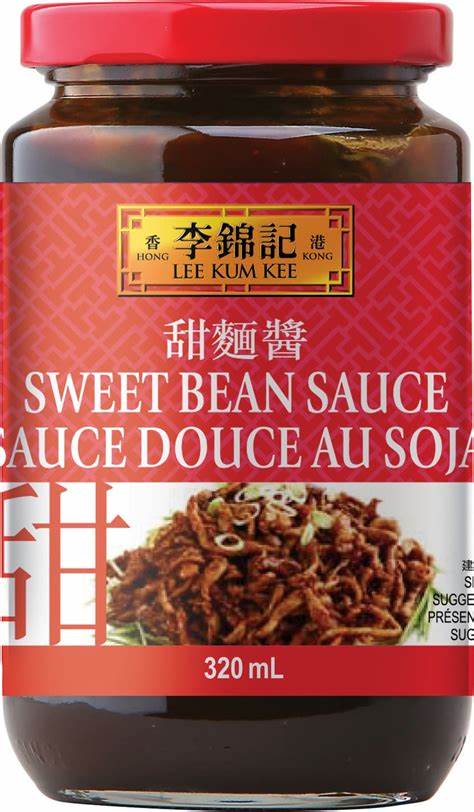 香 李錦記 港
HONG LEE KUM KEE KONG
甜麵醬
SWEET BEAN SAUCE
SAUCE DOUCE AU SOJA
甜
320 mL